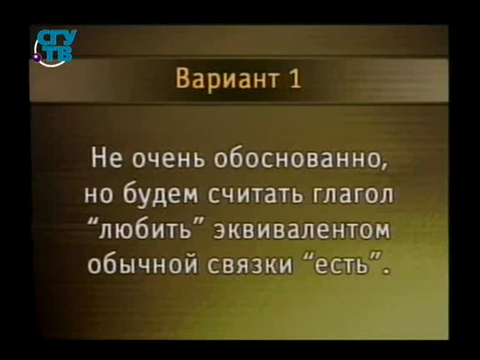 СГУ
ТВ
Вариант 1
Не очень обоснованно,
но будем считать глагол
“любить” эквивалентом
обычной связки “есть”.